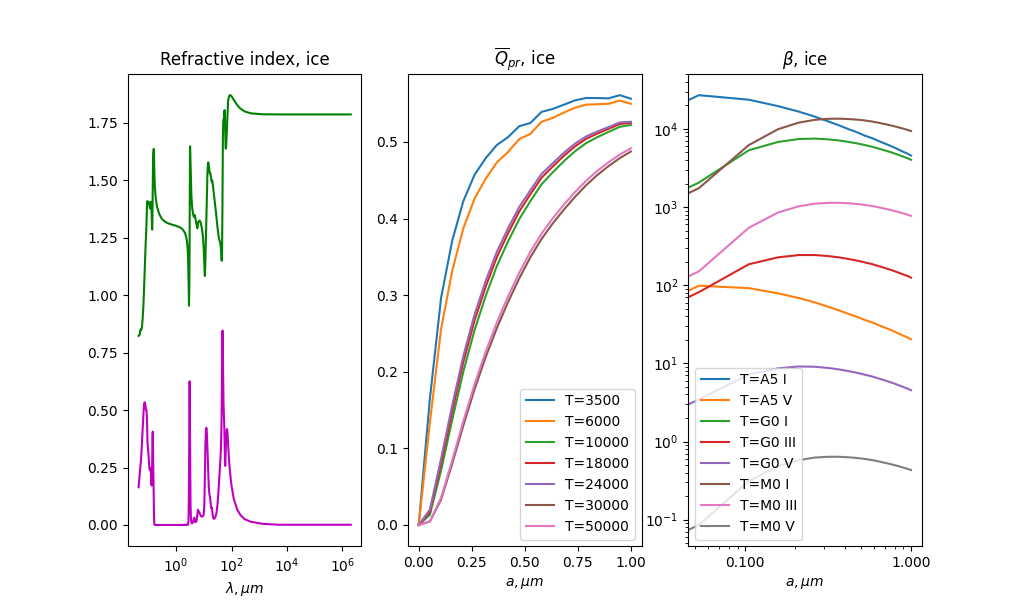 Refractive index, ice
1.75
1.50
1.25
1.00
0.75
0.50
0.25
0.00
10⁰ 10² 10⁴ 10⁶
λ, μm
Q̅pr, ice
0.5
0.4
0.3
0.2
0.1
0.0
T=3500
T=6000
T=10000
T=18000
T=24000
T=30000
T=50000
0.00 0.25 0.50 0.75 1.00
a, μm
β, ice
10⁴
10³
10²
10¹
10⁰
10⁻¹
T=A5 I
T=A5 V
T=G0 I
T=G0 III
T=G0 V
T=M0 I
T=M0 III
T=M0 V
0.100 1.000
a, μm